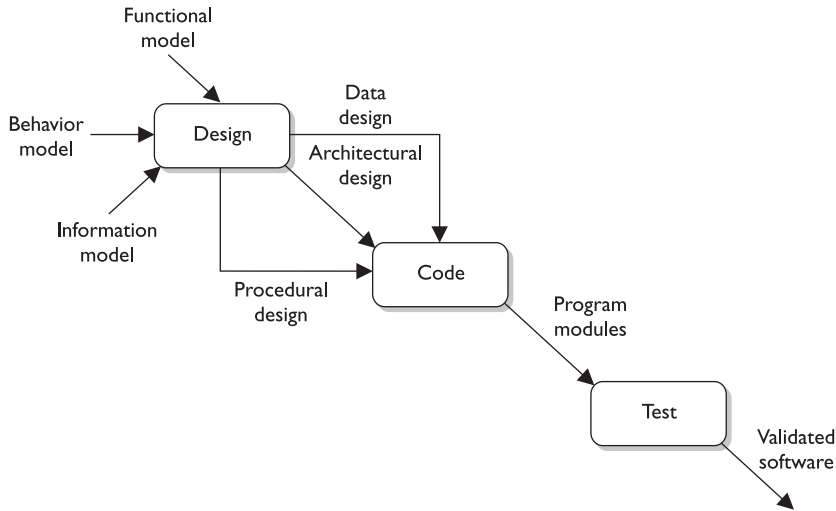 Functional
model
Behavior
model
Design
Information
model
Data
design
Architectural
design
Procedural
design
Code
Program
modules
Test
Validated
software